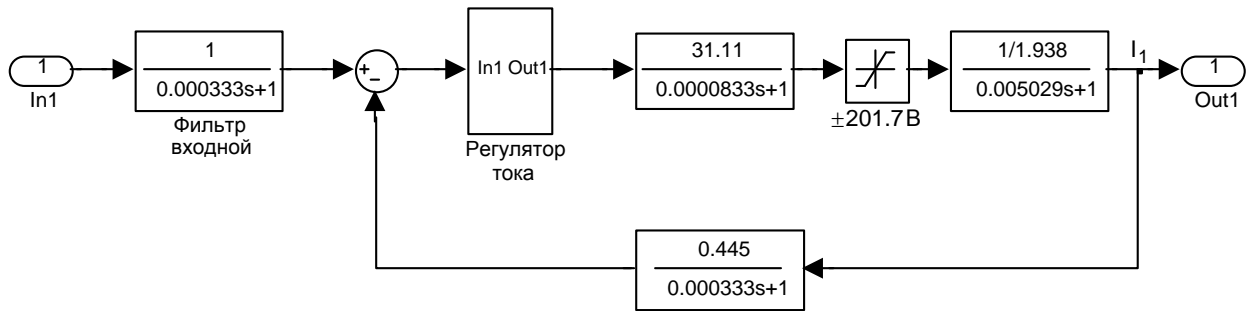 1
In1
1
0.000333s+1
Фильтр
входной
+
−
In1 Out1
Регулятор
тока
31.11
0.0000833s+1
±201.7В
1/1.938
0.005029s+1
I1
1
Out1
0.445
0.000333s+1